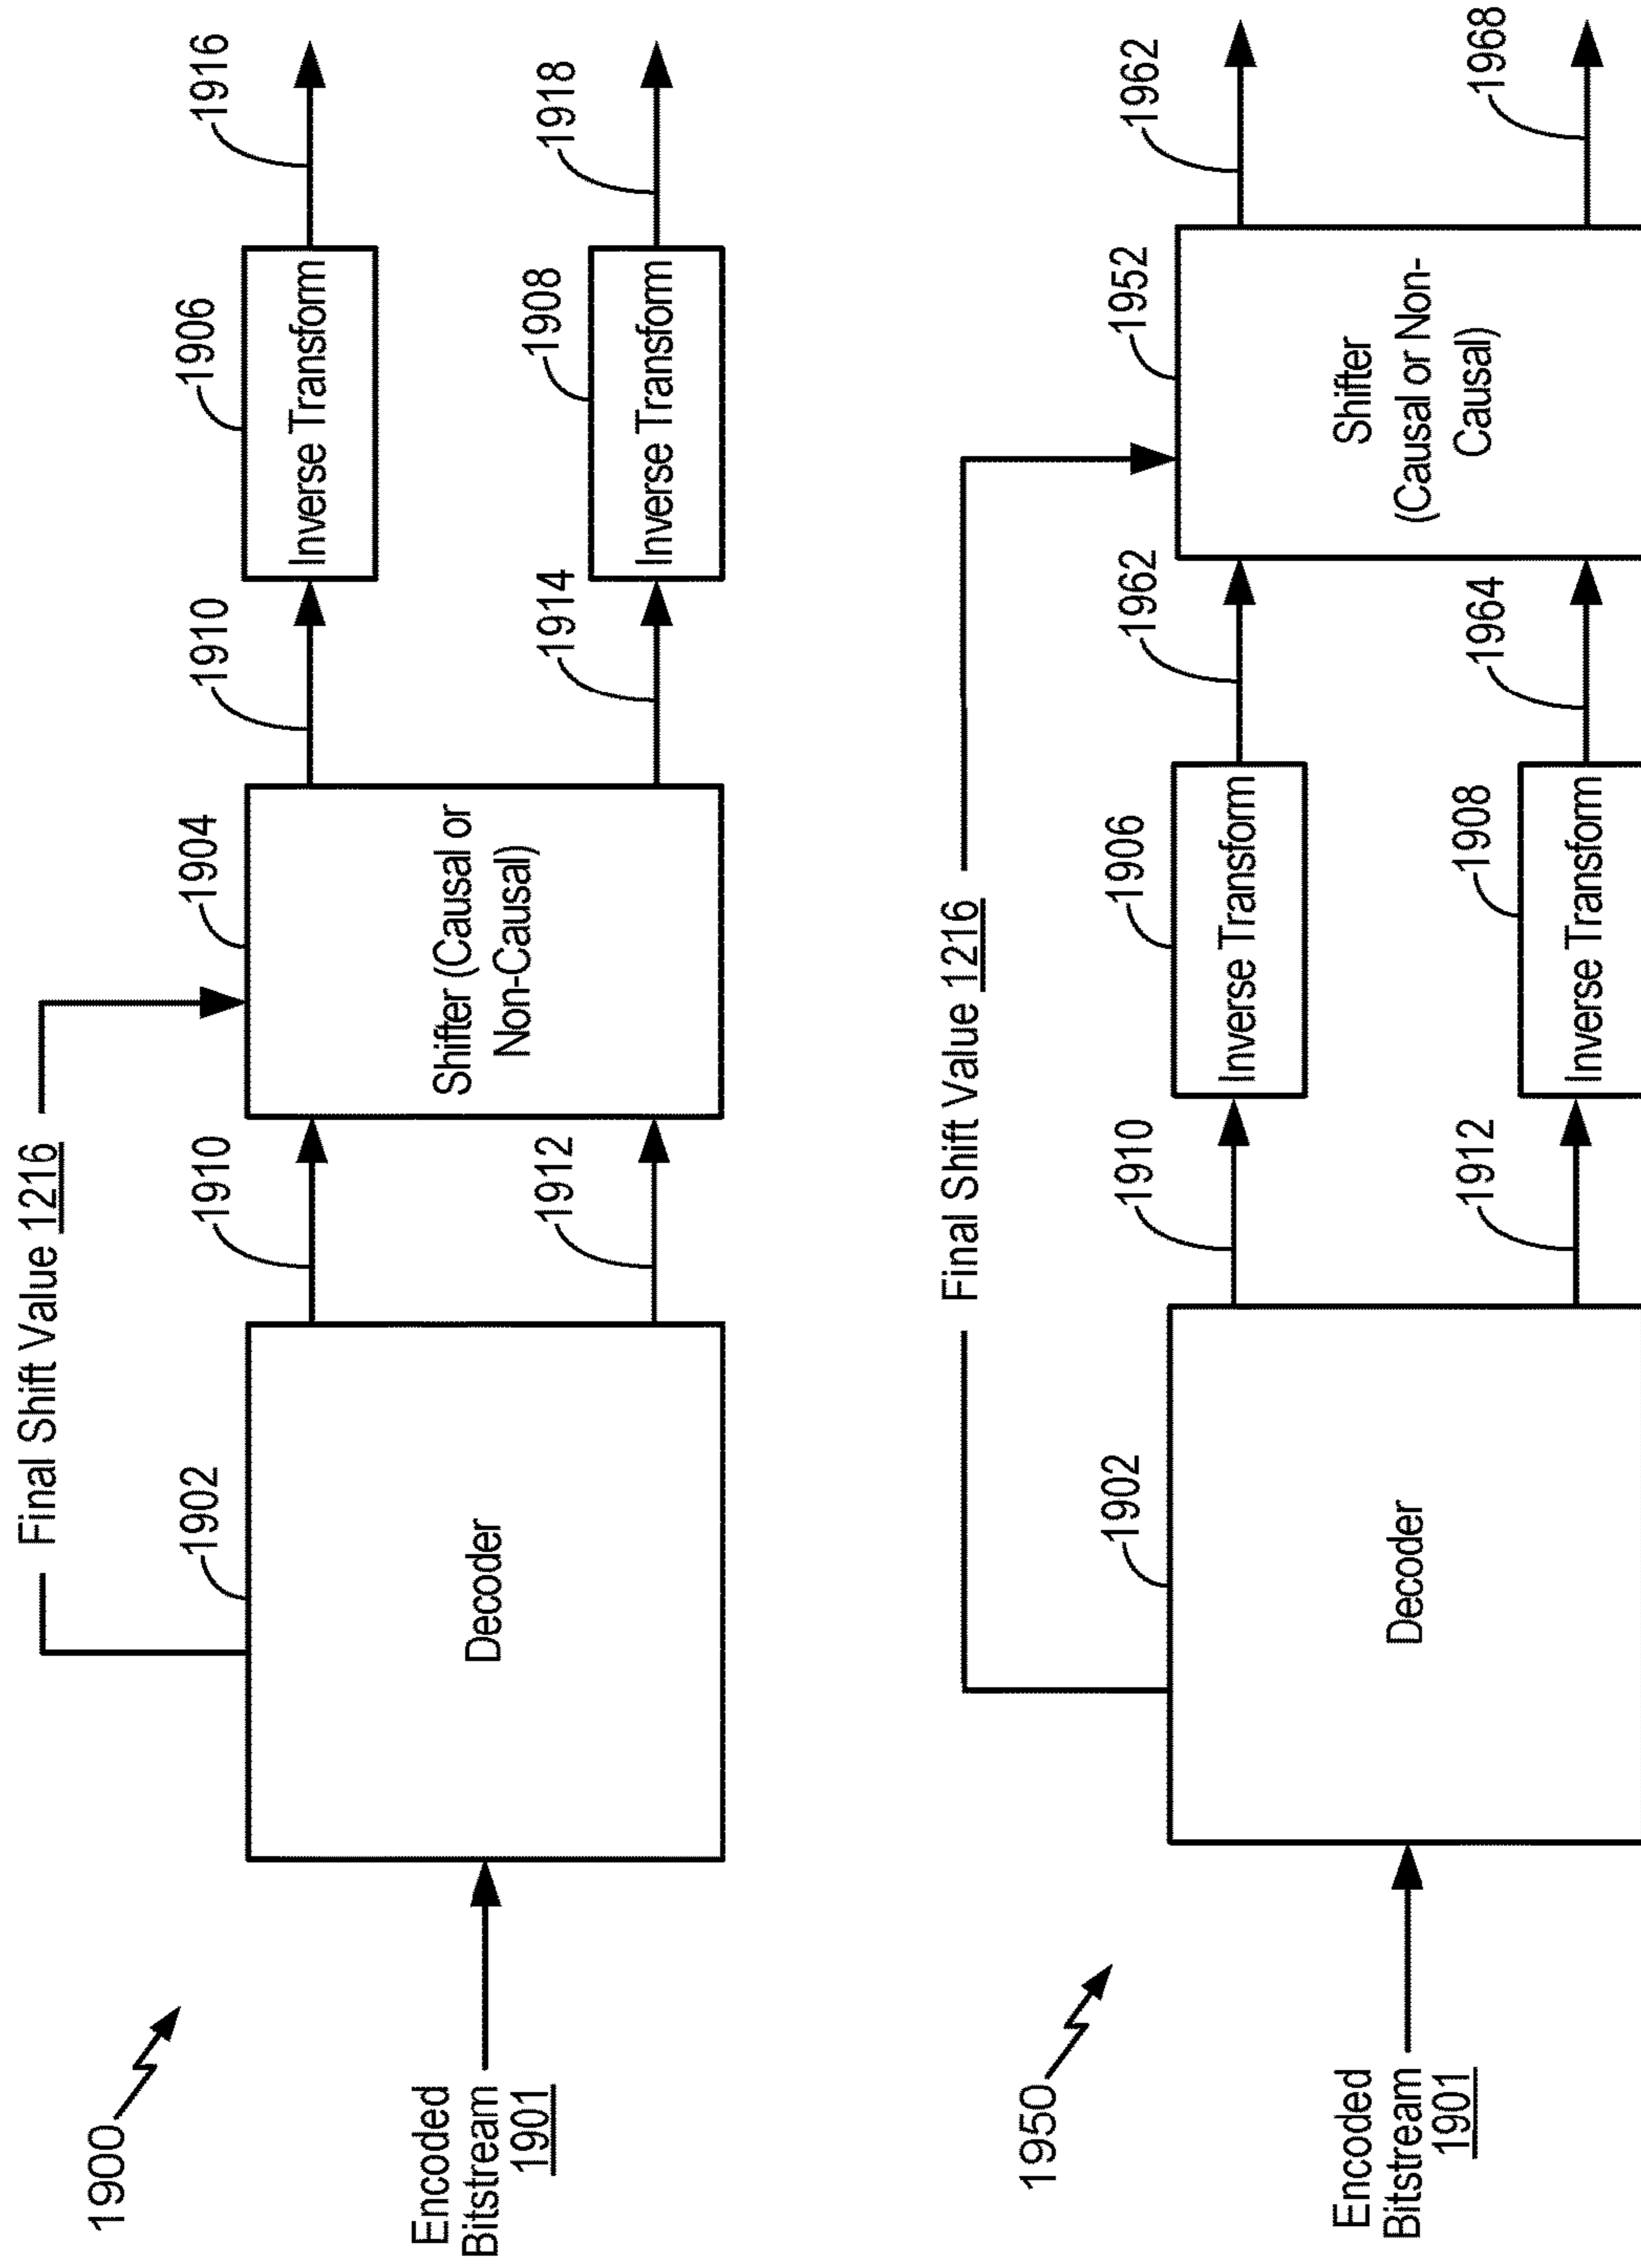 1900
Final Shift Value 1216
1902
1904
1906
1916
1910
1910
Encoded
Bitstream
1901
Decoder
Shifter (Causal or
Non-Causal)
Inverse Transform
1912
1914
1908
1918
Inverse Transform
1950
Final Shift Value 1216
1902
1906
1952
1910
1962
1962
Encoded
Bitstream
1901
Decoder
Inverse Transform
Shifter
(Causal or Non-
Causal)
1912
1908
1964
1968
Inverse Transform